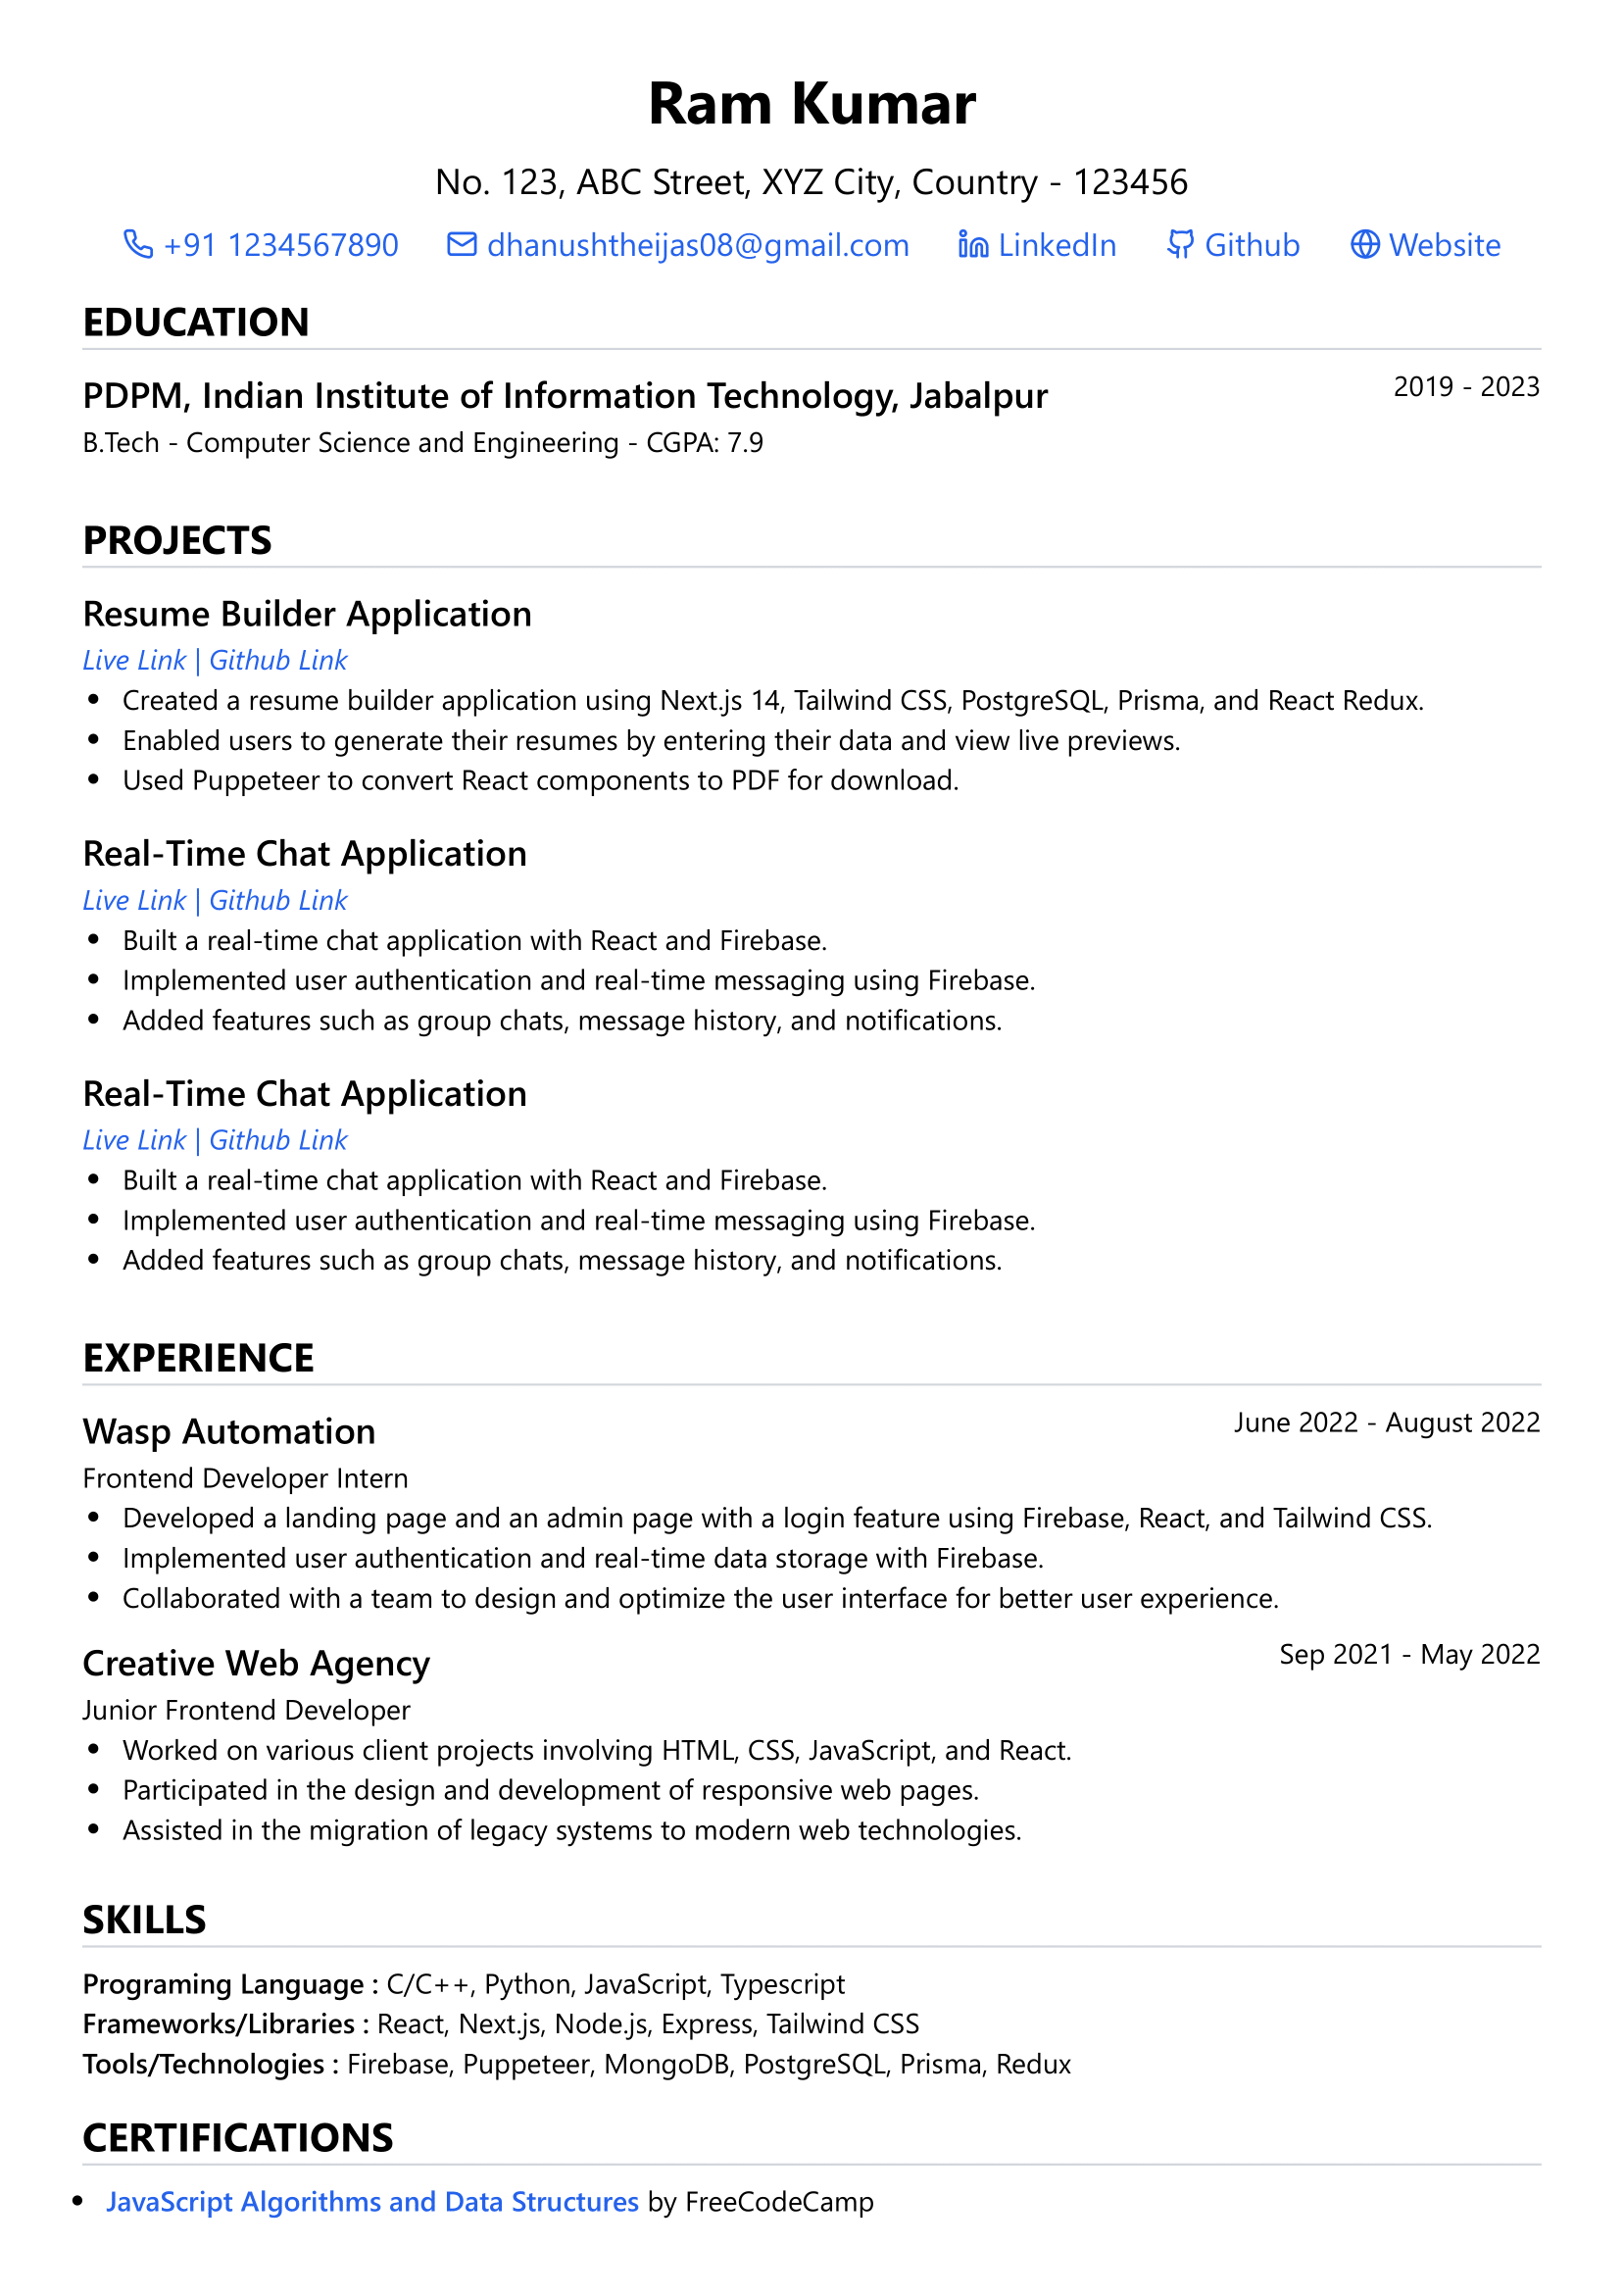 Ram Kumar
No. 123, ABC Street, XYZ City, Country - 123456
+91 1234567890 dhanushtheijas08@gmail.com LinkedIn Github Website
EDUCATION
PDPM, Indian Institute of Information Technology, Jabalpur 2019 - 2023
B.Tech - Computer Science and Engineering - CGPA: 7.9
PROJECTS
Resume Builder Application
Live Link | Github Link
• Created a resume builder application using Next.js 14, Tailwind CSS, PostgreSQL, Prisma, and React Redux.
• Enabled users to generate their resumes by entering their data and view live previews.
• Used Puppeteer to convert React components to PDF for download.
Real-Time Chat Application
Live Link | Github Link
• Built a real-time chat application with React and Firebase.
• Implemented user authentication and real-time messaging using Firebase.
• Added features such as group chats, message history, and notifications.
Real-Time Chat Application
Live Link | Github Link
• Built a real-time chat application with React and Firebase.
• Implemented user authentication and real-time messaging using Firebase.
• Added features such as group chats, message history, and notifications.
EXPERIENCE
Wasp Automation June 2022 - August 2022
Frontend Developer Intern
• Developed a landing page and an admin page with a login feature using Firebase, React, and Tailwind CSS.
• Implemented user authentication and real-time data storage with Firebase.
• Collaborated with a team to design and optimize the user interface for better user experience.
Creative Web Agency Sep 2021 - May 2022
Junior Frontend Developer
• Worked on various client projects involving HTML, CSS, JavaScript, and React.
• Participated in the design and development of responsive web pages.
• Assisted in the migration of legacy systems to modern web technologies.
SKILLS
Programing Language : C/C++, Python, JavaScript, Typescript
Frameworks/Libraries : React, Next.js, Node.js, Express, Tailwind CSS
Tools/Technologies : Firebase, Puppeteer, MongoDB, PostgreSQL, Prisma, Redux
CERTIFICATIONS
• JavaScript Algorithms and Data Structures by FreeCodeCamp